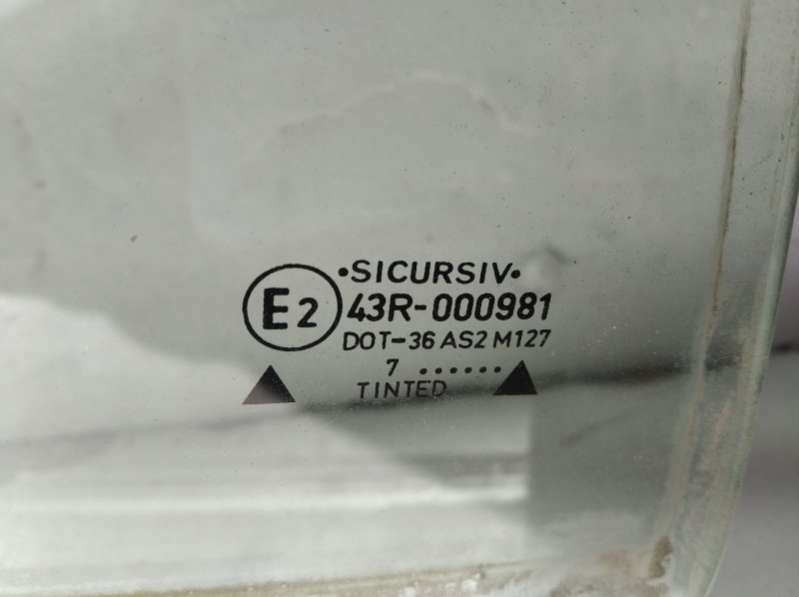 •SICURSIV•
E2 43R-000981
DOT-36 AS2 M127
7 ......
TINTED